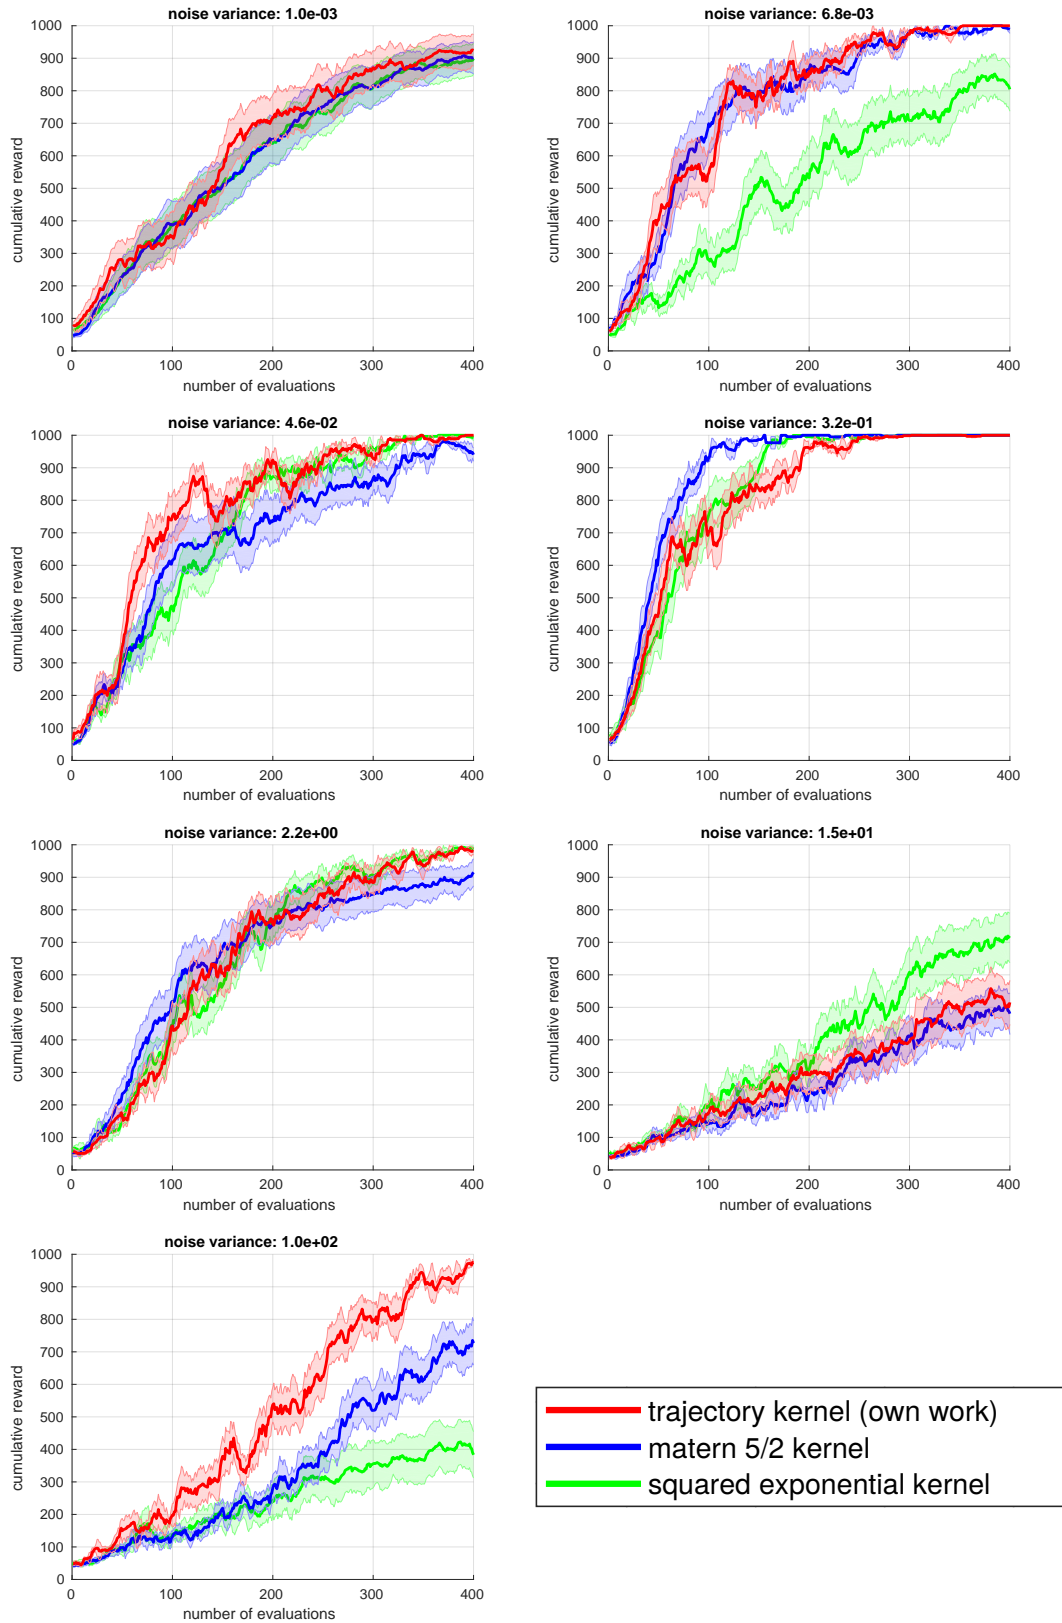 noise variance: 1.0e-03
1000
900
800
700
600
500
400
300
200
100
0
0 100 200 300 400
cumulative reward
number of evaluations
noise variance: 6.8e-03
1000
900
800
700
600
500
400
300
200
100
0
0 100 200 300 400
cumulative reward
number of evaluations
noise variance: 4.6e-02
1000
900
800
700
600
500
400
300
200
100
0
0 100 200 300 400
cumulative reward
number of evaluations
noise variance: 3.2e-01
1000
900
800
700
600
500
400
300
200
100
0
0 100 200 300 400
cumulative reward
number of evaluations
noise variance: 2.2e+00
1000
900
800
700
600
500
400
300
200
100
0
0 100 200 300 400
cumulative reward
number of evaluations
noise variance: 1.5e+01
1000
900
800
700
600
500
400
300
200
100
0
0 100 200 300 400
cumulative reward
number of evaluations
noise variance: 1.0e+02
1000
900
800
700
600
500
400
300
200
100
0
0 100 200 300 400
cumulative reward
number of evaluations
trajectory kernel (own work)
matern 5/2 kernel
squared exponential kernel